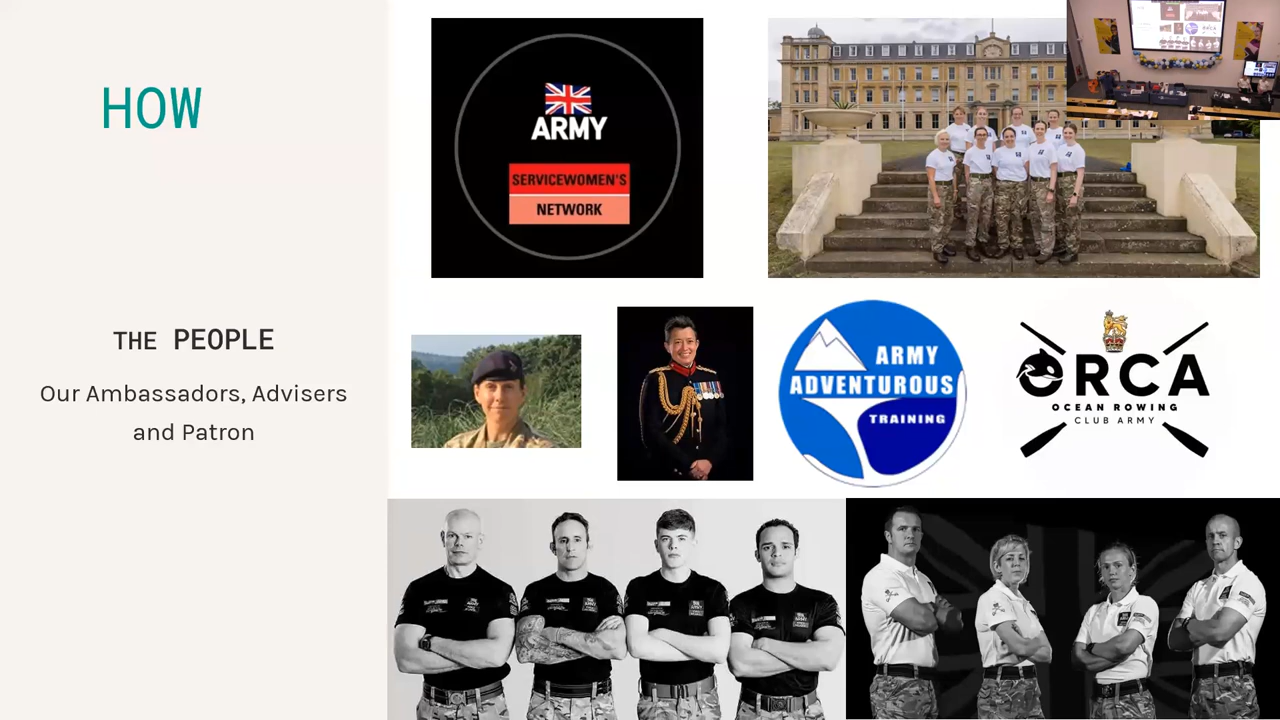 HOW
THE PEOPLE
Our Ambassadors, Advisers
and Patron
ARMY
SERVICEWOMEN'S
NETWORK
ARMY
ADVENTUROUS
TRAINING
ORCA
OCEAN ROWING
CLUB ARMY